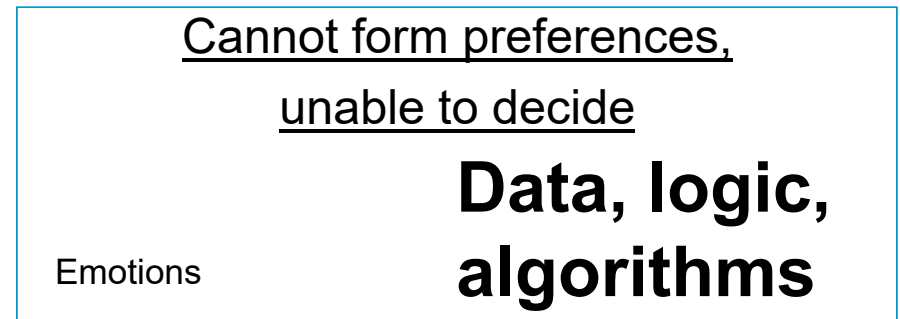 Cannot form preferences,
unable to decide
Data, logic,
Emotions
algorithms